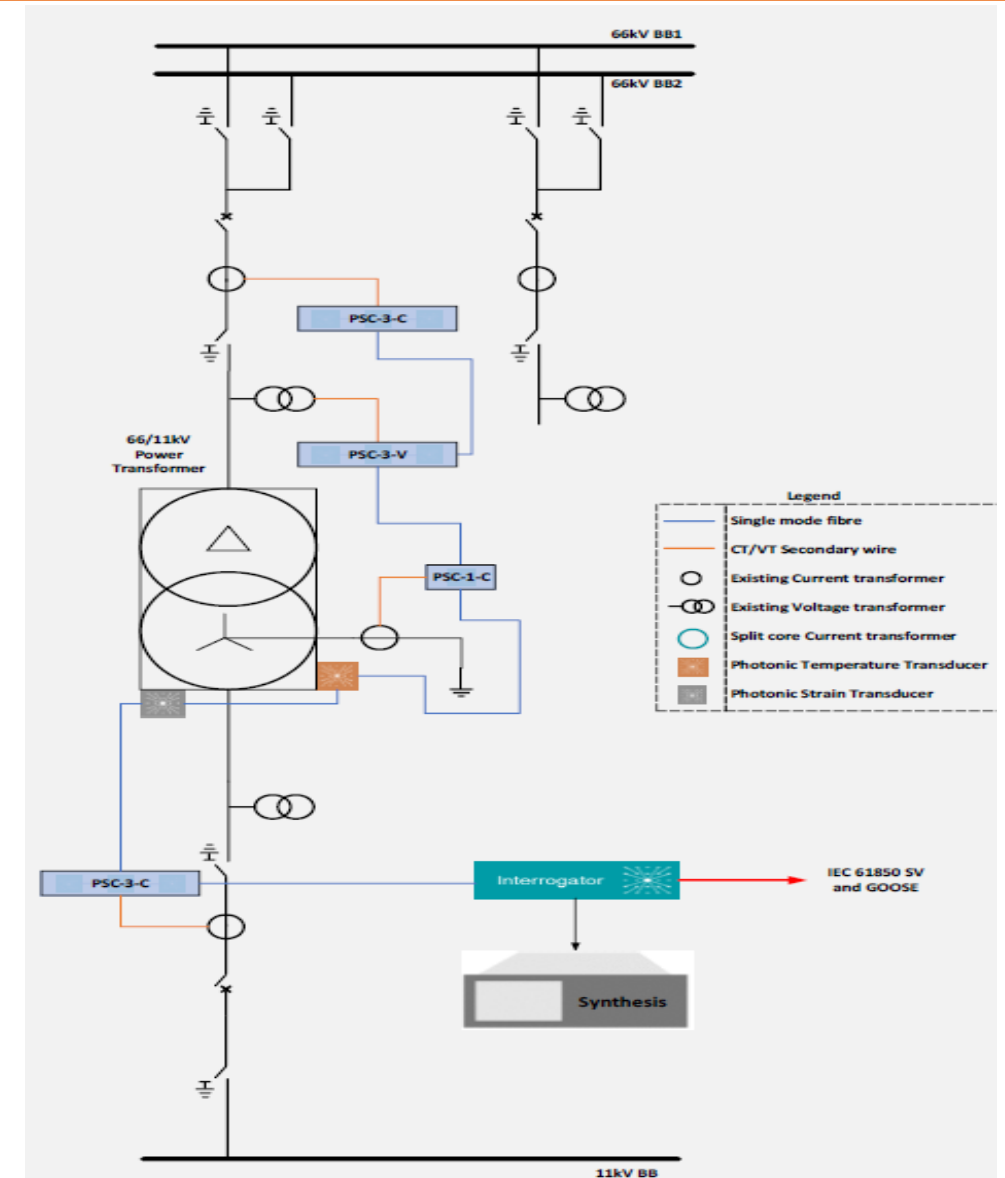 66kV BB1
66kV BB2
PSC-3-C
66/11kV
Power
Transformer
PSC-3-V
PSC-1-C
Legend
Single mode fibre
CT/VT Secondary wire
Existing Current transformer
Existing Voltage transformer
Split core Current transformer
Photonic Temperature Transducer
Photonic Strain Transducer
PSC-3-C
Interrogator
IEC 61850 SV
and GOOSE
Synthesis
11kV BB